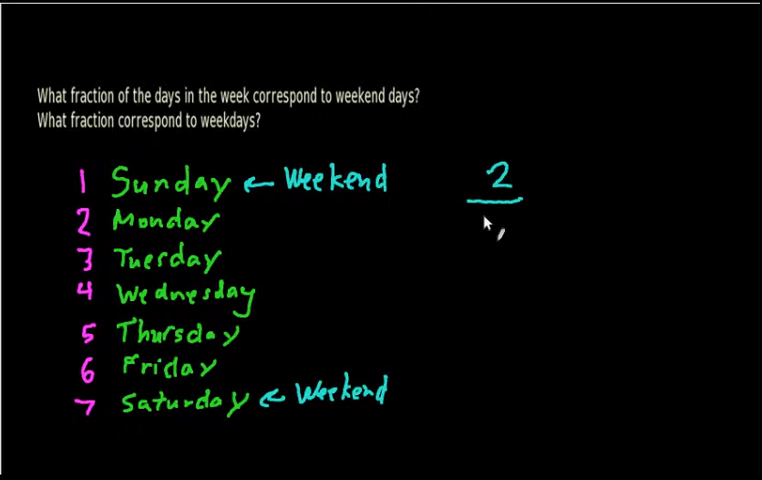 What fraction of the days in the week correspond to weekend days?
What fraction correspond to weekdays?
1 Sunday ← Weekend
2
2 Monday
3 Tuesday
4 Wednesday
5 Thursday
6 Friday
7 Saturday ← Weekend